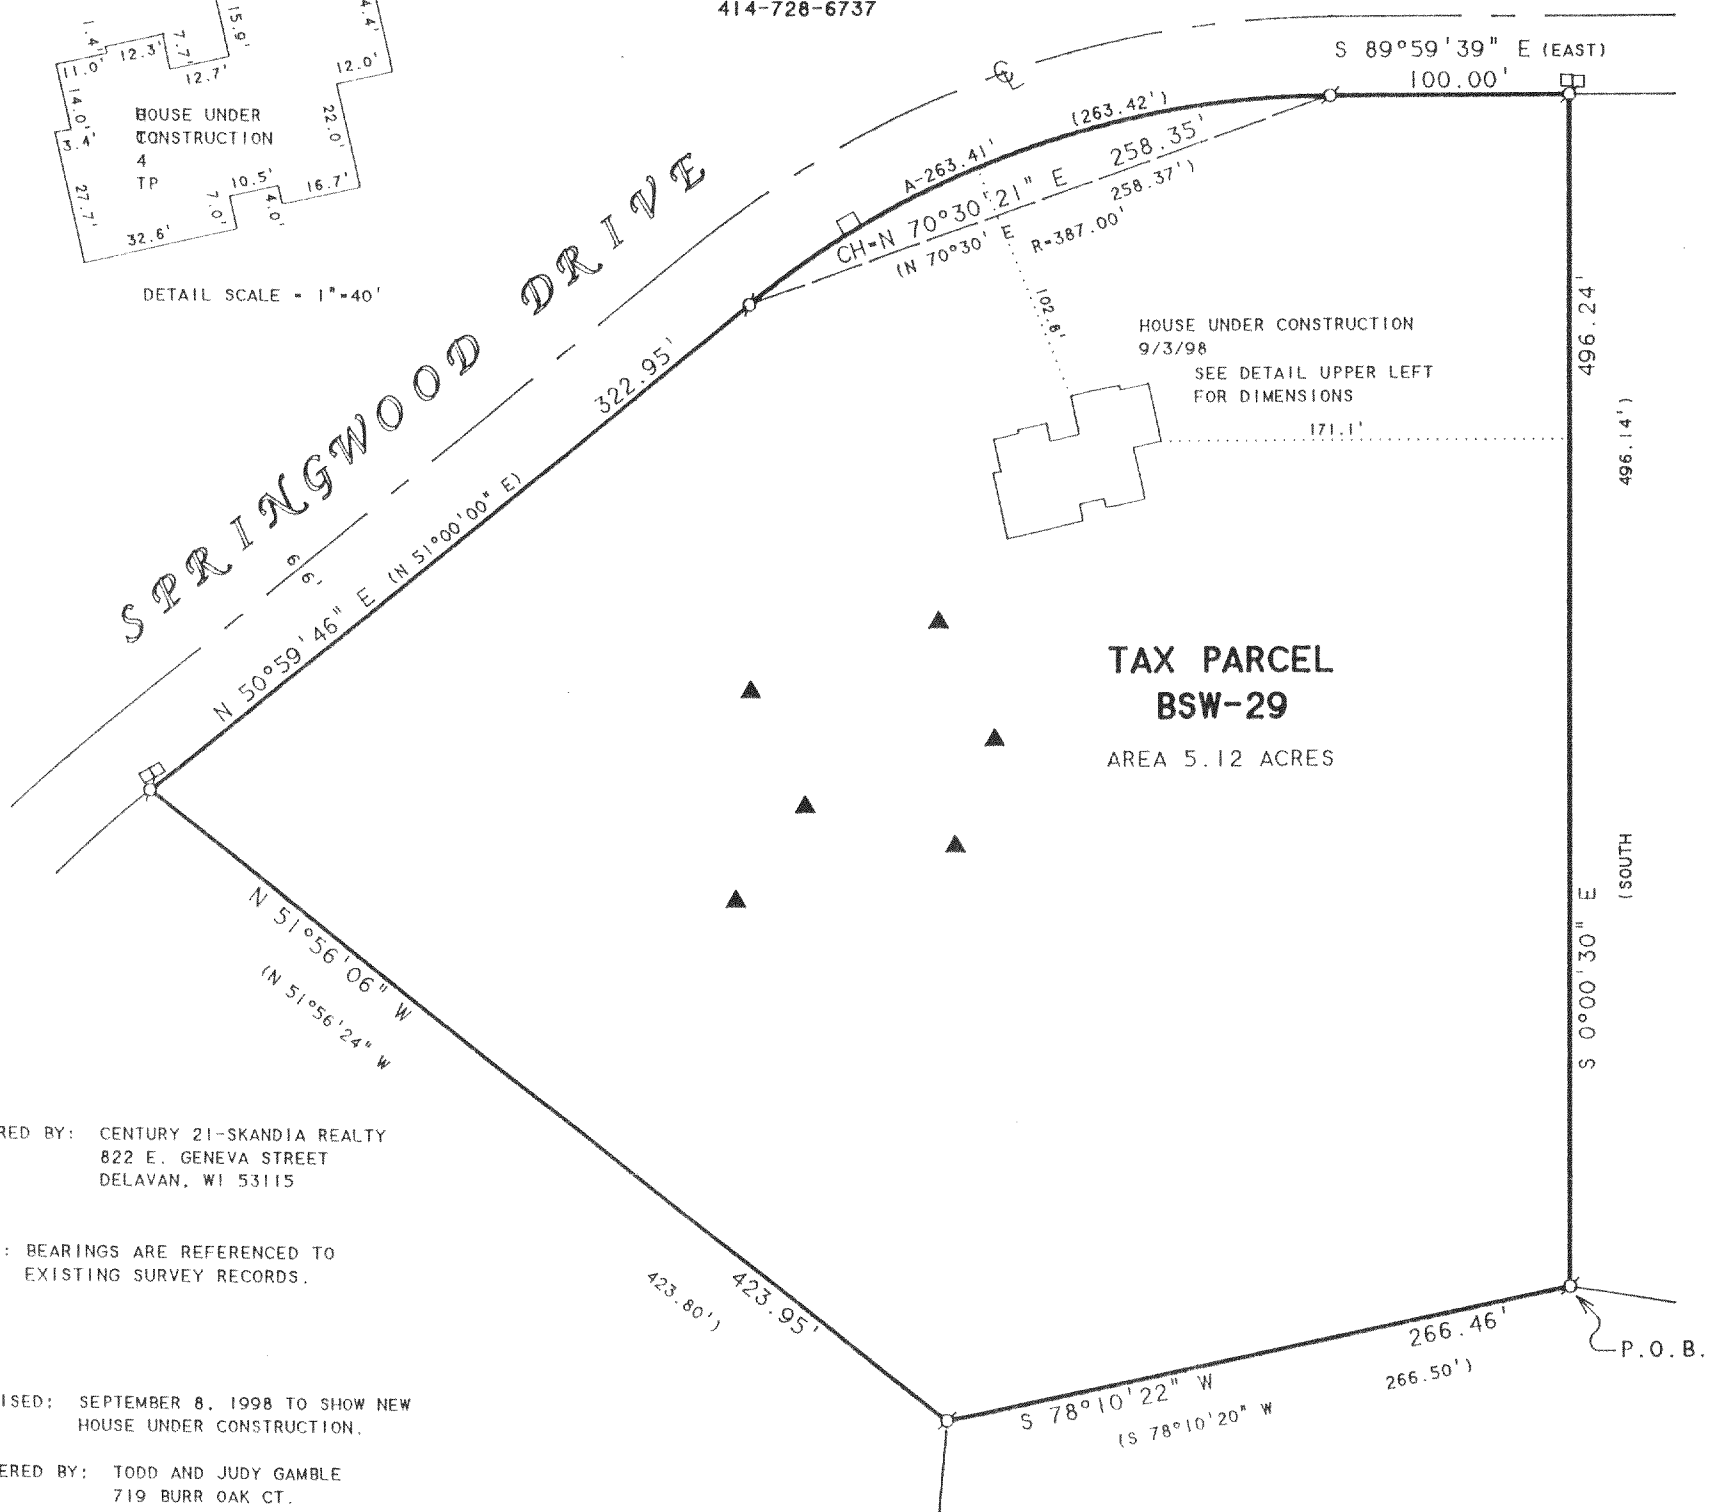 414-728-6737
15.9'
4.4'
1.4'
12.3'
7.7'
11.0'
12.7'
12.0'
14.0'
HOUSE UNDER
CONSTRUCTION
4
TP
22.0'
3.4'
10.5'
16.7'
27.7'
7.0'
4.0'
32.6'
DETAIL SCALE = 1"=40'
SPRINGWOOD DRIVE
66'
S 89°59'39" E (EAST)
100.00'
(263.42')
A-263.41'
CH=N 70°30'21" E 258.35'
(N 70°30' E 258.37')
R=387.00'
102.8'
HOUSE UNDER CONSTRUCTION
9/3/98
SEE DETAIL UPPER LEFT
FOR DIMENSIONS
171.1'
322.95'
N 50°59'46" E (N 51°00'00" E)
496.24'
496.14')
TAX PARCEL
BSW-29
AREA 5.12 ACRES
(SOUTH
S 0°00'30" E
N 51°56'06" W
(N 51°56'24" W
RED BY: CENTURY 21-SKANDIA REALTY
822 E. GENEVA STREET
DELAVAN, WI 53115
: BEARINGS ARE REFERENCED TO
EXISTING SURVEY RECORDS.
423.95'
423.80')
266.46'
P.O.B.
266.50')
S 78°10'22" W
(S 78°10'20" W
ISED: SEPTEMBER 8, 1998 TO SHOW NEW
HOUSE UNDER CONSTRUCTION.
ERED BY: TODD AND JUDY GAMBLE
719 BURR OAK CT.